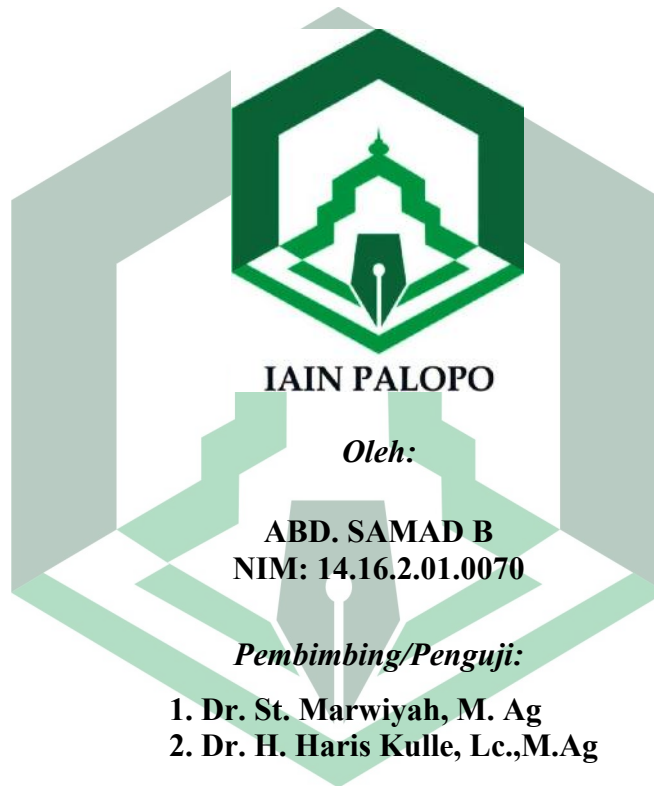 IAIN PALOPO
Oleh:
ABD. SAMAD B
NIM: 14.16.2.01.0070
Pembimbing/Penguji:
1. Dr. St. Marwiyah, M. Ag
2. Dr. H. Haris Kulle, Lc.,M.Ag